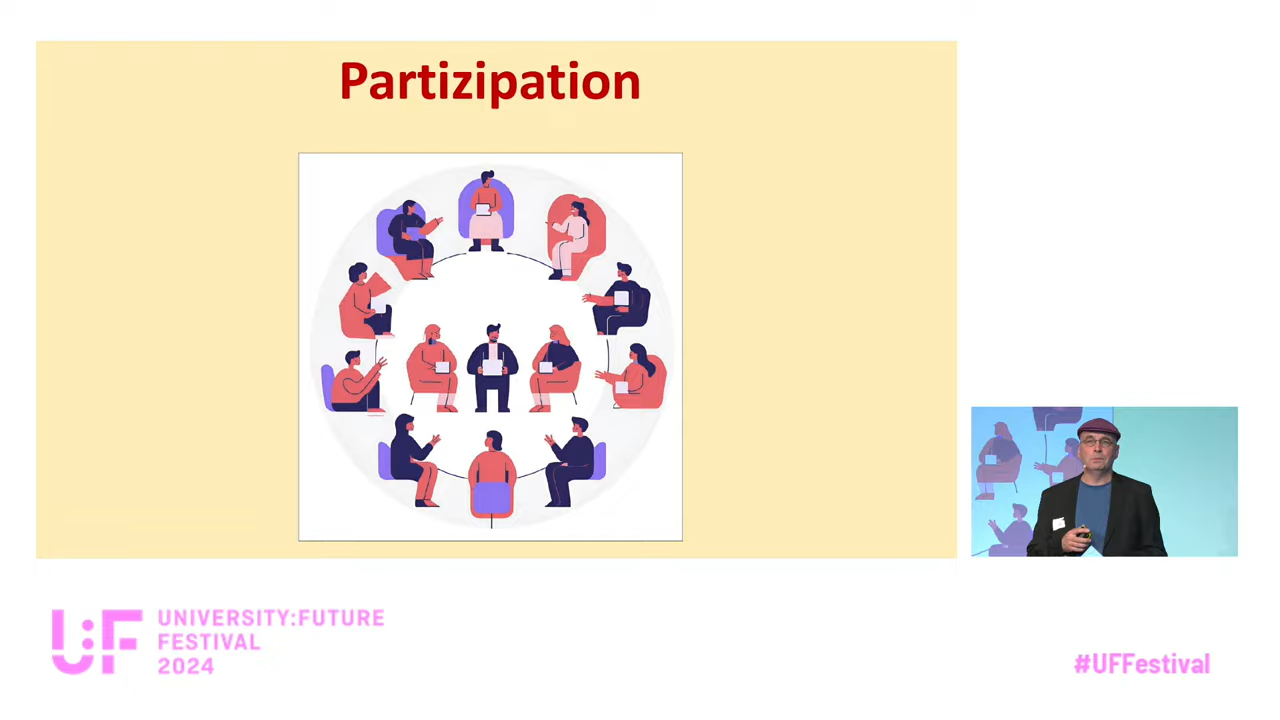 Partizipation
U:F
UNIVERSITY:FUTURE
FESTIVAL
2024
#UFFestival